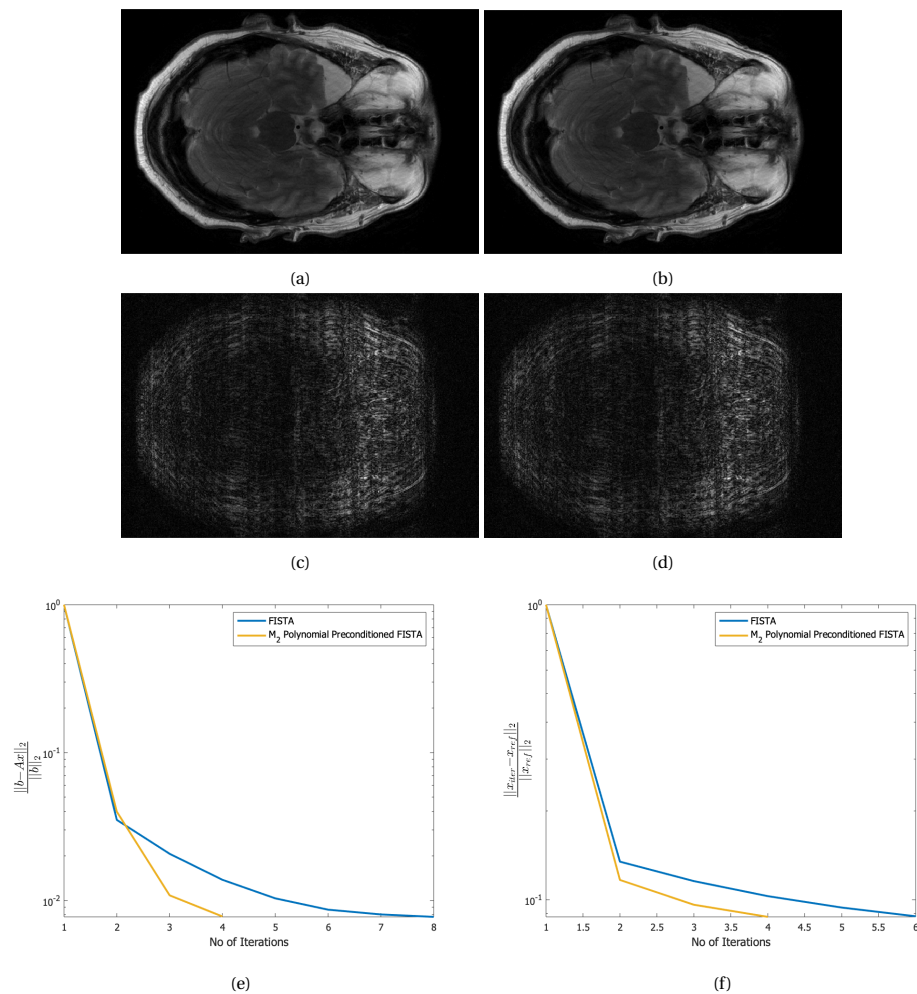 (a)
(b)
(c)
(d)
10^0
10^-1
10^-2
||b-Ax||_2
||b||_2
FISTA
M_2 Polynomial Preconditioned FISTA
1 2 3 4 5 6 7 8
No of Iterations
(e)
10^0
10^-1
||x_iter-x_ref||_2
||x_ref||_2
FISTA
M_2 Polynomial Preconditioned FISTA
1 1.5 2 2.5 3 3.5 4 4.5 5 5.5 6
No of Iterations
(f)